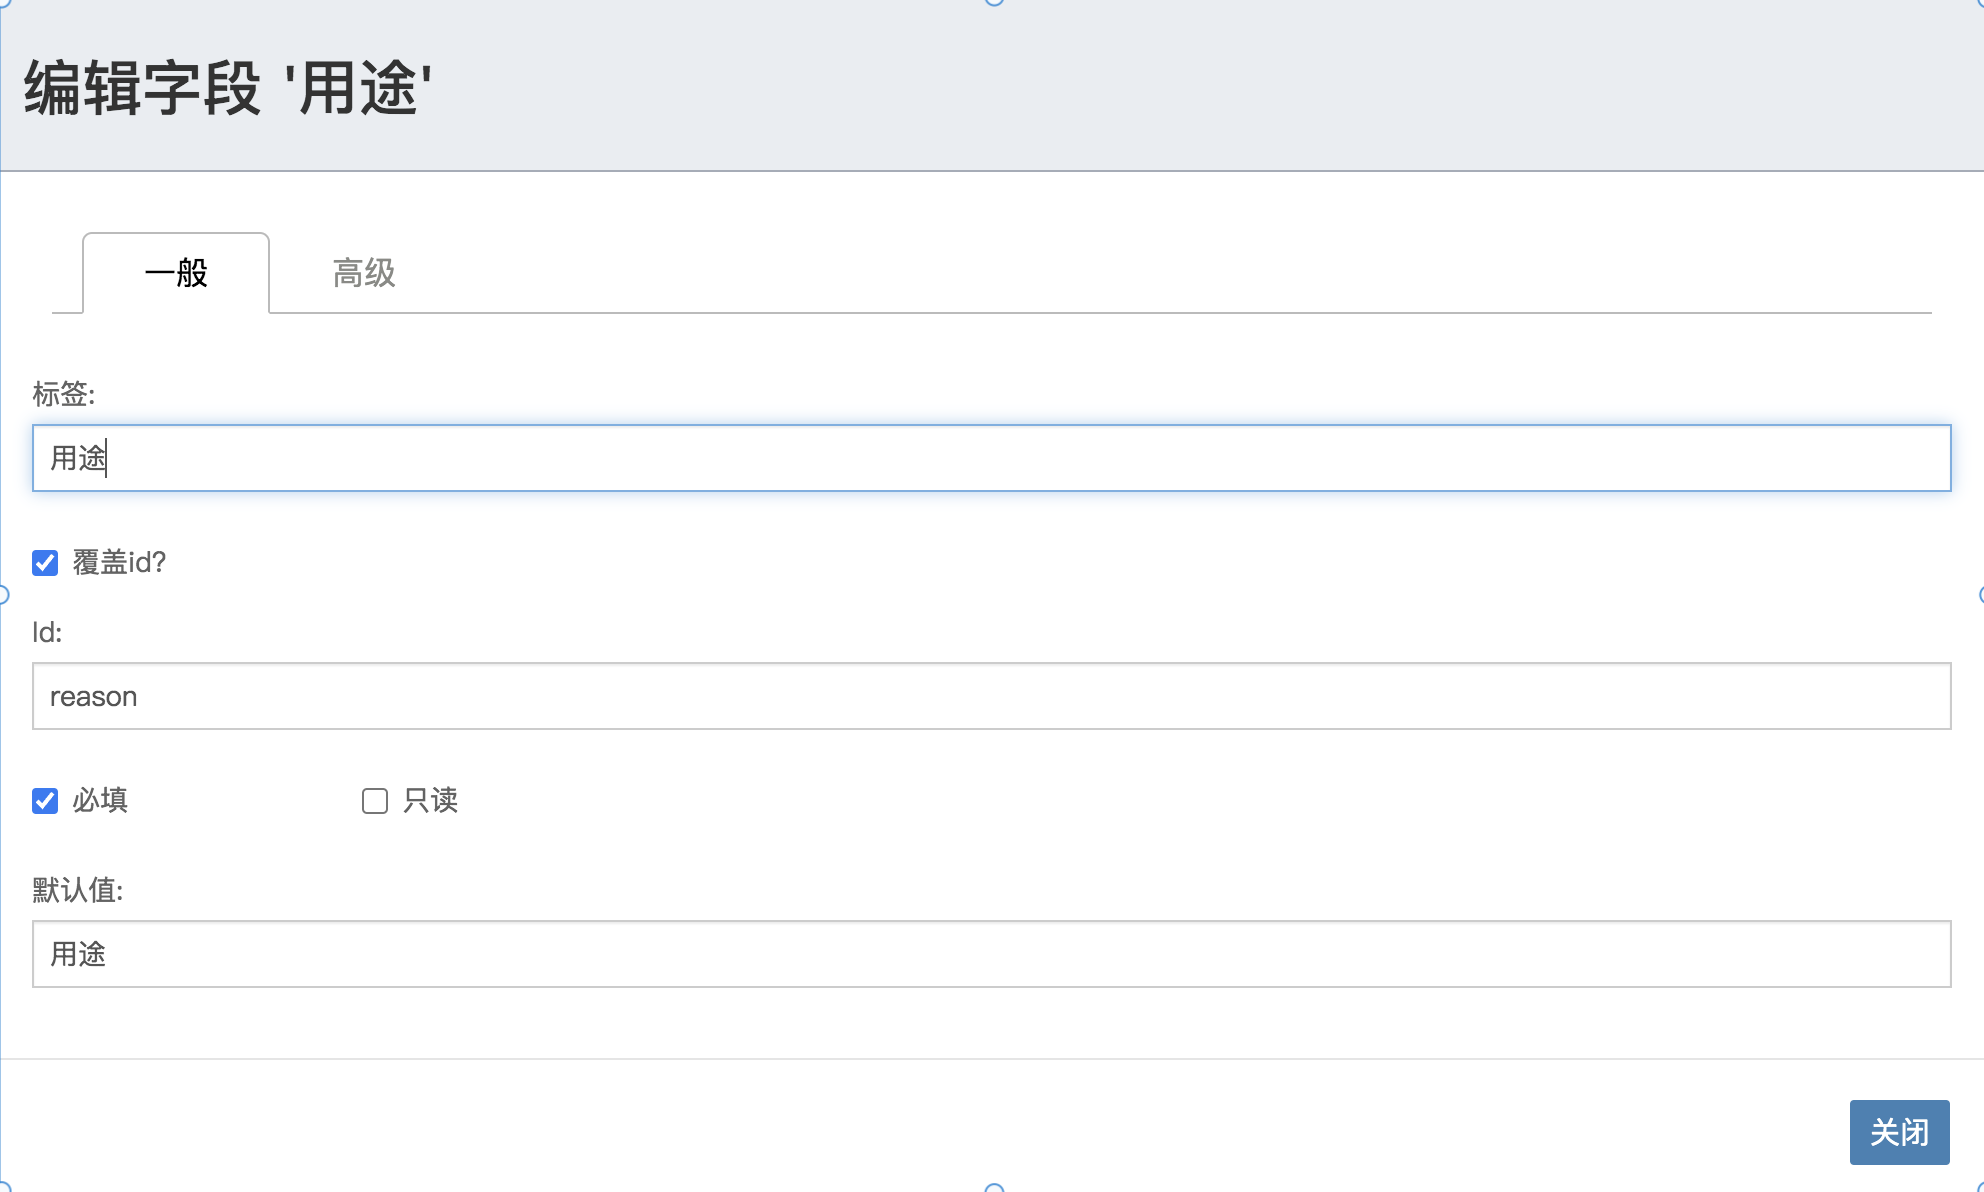 编辑字段 '用途'
一般 高级
标签:
用途
覆盖id?
Id:
reason
必填 只读
默认值:
用途
关闭